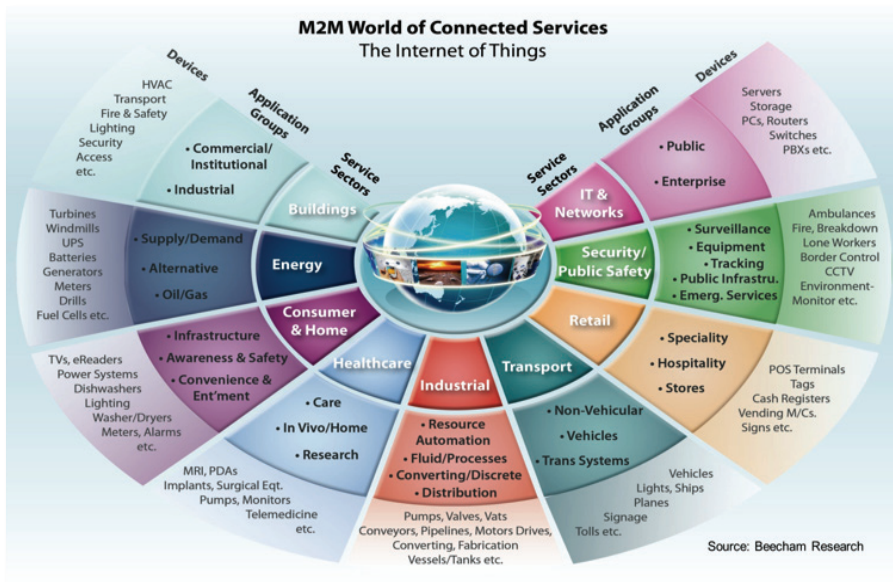 M2M World of Connected Services
The Internet of Things
Devices
Application
Groups
Service
Sectors
HVAC
Transport
Fire & Safety
Lighting
Security
Access
etc.
• Commercial/
Institutional
• Industrial
Buildings
Turbines
Windmills
UPS
Batteries
Generators
Meters
Drills
Fuel Cells etc.
• Supply/Demand
• Alternative
• Oil/Gas
Energy
TVs, eReaders
Power Systems
Dishwashers
Lighting
Washer/Dryers
Meters, Alarms
etc.
• Infrastructure
• Awareness & Safety
• Convenience &
Ent'ment
Consumer
& Home
MRI, PDAs
Implants, Surgical Eqt.
Pumps, Monitors
Telemedicine
etc.
• Care
• In Vivo/Home
• Research
Healthcare
Industrial
• Resource
Automation
• Fluid/Processes
• Converting/Discrete
• Distribution
Pumps, Valves, Vats
Conveyors, Pipelines, Motors Drives,
Converting, Fabrication
Vessels/Tanks etc.
Transport
• Non-Vehicular
• Vehicles
• Trans Systems
Vehicles
Lights, Ships
Planes
Signage
Tolls etc.
Retail
• Speciality
• Hospitality
• Stores
POS Terminals
Tags
Cash Registers
Vending M/Cs.
Signs etc.
Security/
Public Safety
• Surveillance
• Equipment
• Tracking
• Public Infrastru.
• Emerg. Services
Ambulances
Fire, Breakdown
Lone Workers
Border Control
CCTV
Environment-
Monitor etc.
Service
Sectors
Application
Groups
Devices
IT &
Networks
• Public
• Enterprise
Servers
Storage
PCs, Routers
Switches
PBXs etc.
Source: Beecham Research